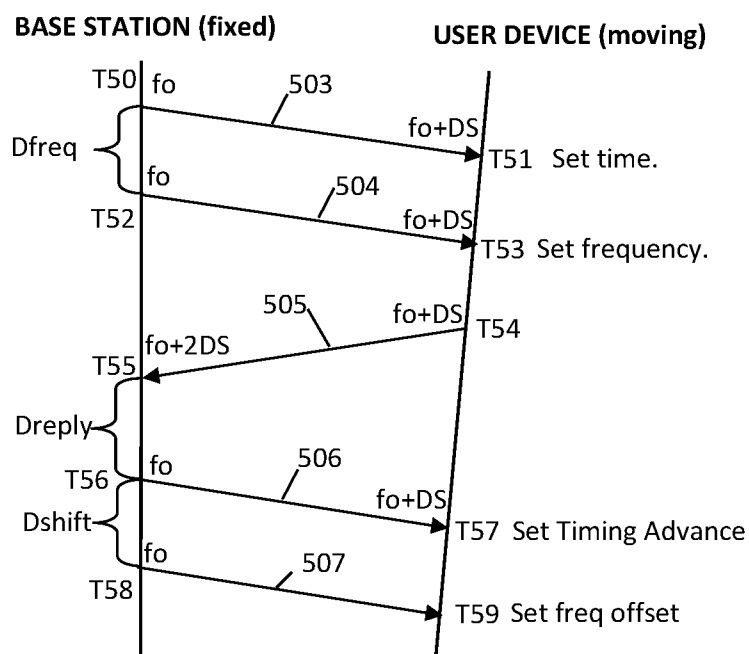 BASE STATION (fixed)
USER DEVICE (moving)
T50
fo
503
fo+DS
Dfreq
T51 Set time.
fo
504
T52
fo+DS
T53 Set frequency.
505
fo+DS
T54
fo+2DS
T55
Dreply
506
T56
fo
fo+DS
Dshift
T57 Set Timing Advance
fo
507
T58
T59 Set freq offset